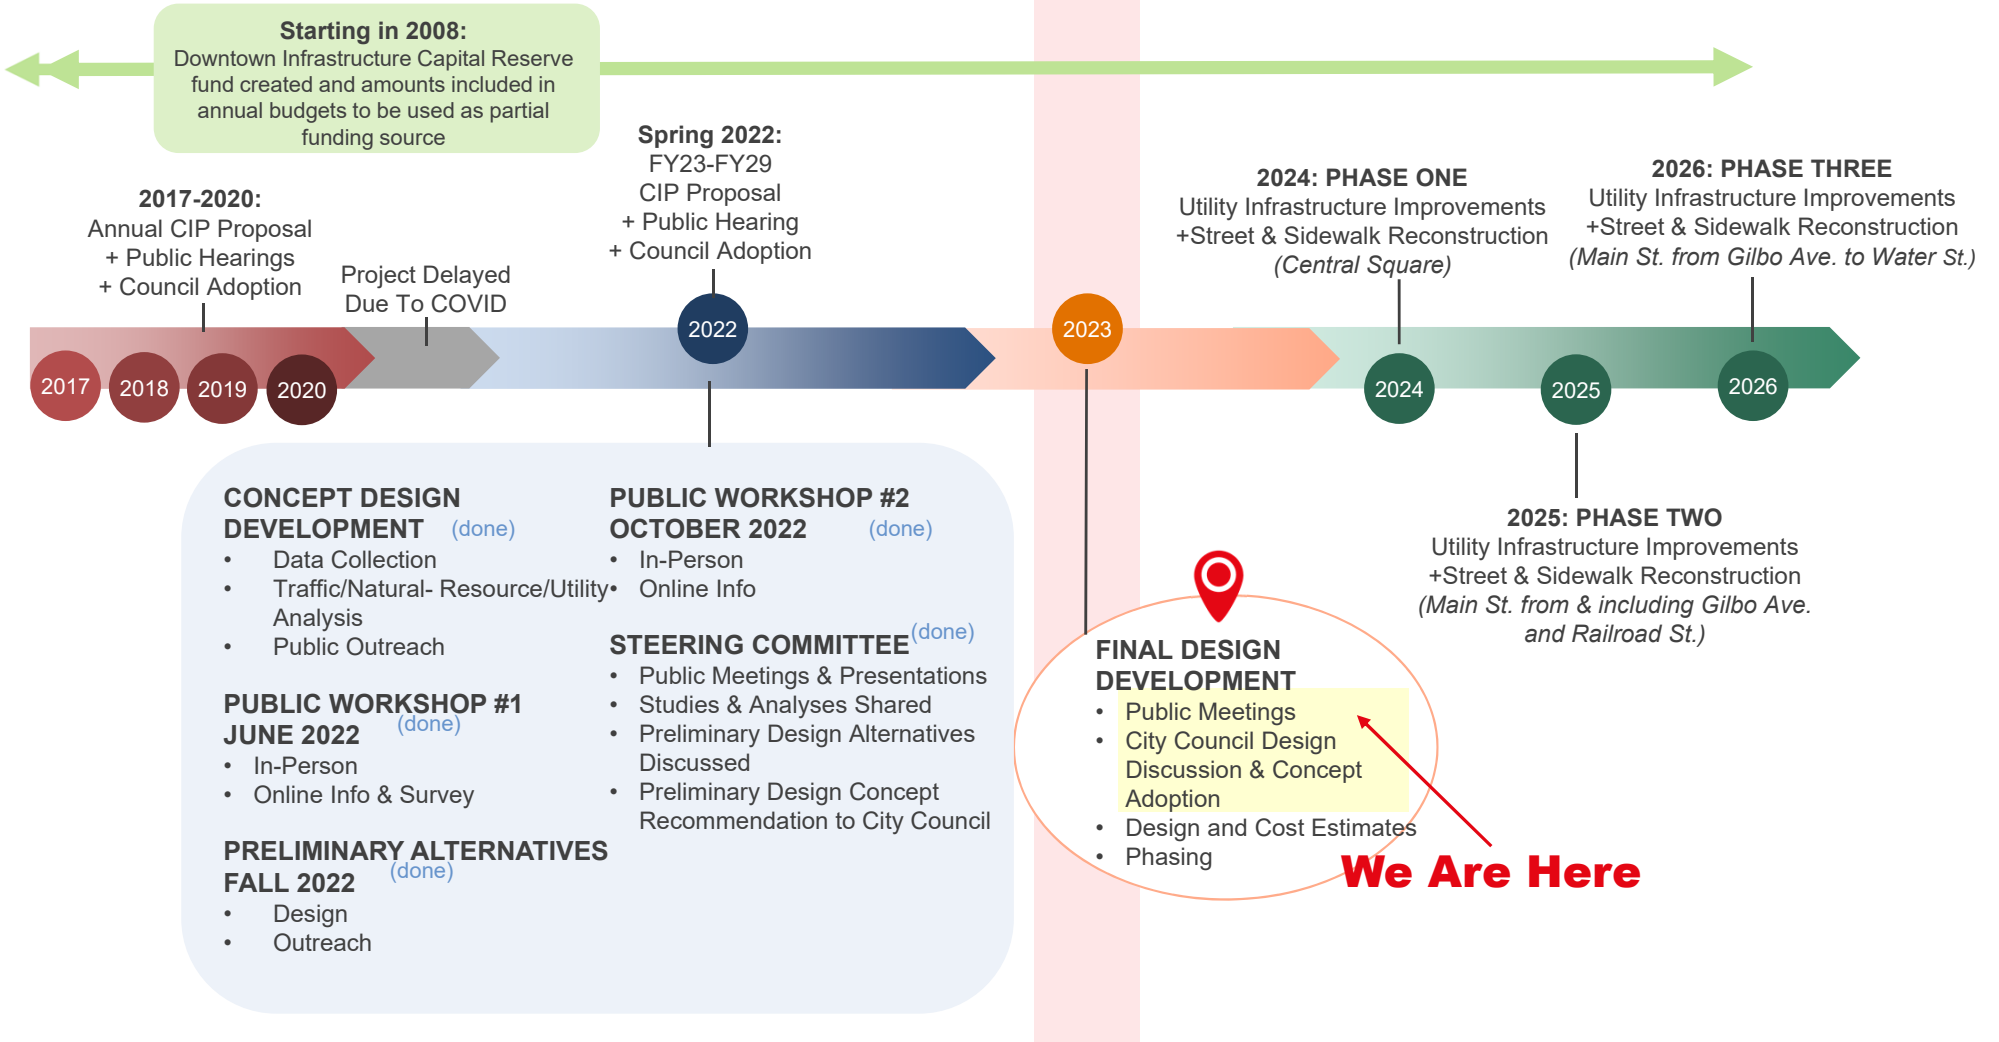 Starting in 2008:
Downtown Infrastructure Capital Reserve
fund created and amounts included in
annual budgets to be used as partial
funding source
2017-2020:
Annual CIP Proposal
+ Public Hearings
+ Council Adoption
Project Delayed
Due To COVID
Spring 2022:
FY23-FY29
CIP Proposal
+ Public Hearing
+ Council Adoption
2024: PHASE ONE
Utility Infrastructure Improvements
+Street & Sidewalk Reconstruction
(Central Square)
2026: PHASE THREE
Utility Infrastructure Improvements
+Street & Sidewalk Reconstruction
(Main St. from Gilbo Ave. to Water St.)
2017
2018
2019
2020
2022
2023
2024
2025
2026
CONCEPT DESIGN
DEVELOPMENT (done)
• Data Collection
• Traffic/Natural- Resource/Utility
Analysis
• Public Outreach
PUBLIC WORKSHOP #1
JUNE 2022 (done)
• In-Person
• Online Info & Survey
PRELIMINARY ALTERNATIVES
FALL 2022 (done)
• Design
• Outreach
PUBLIC WORKSHOP #2
OCTOBER 2022 (done)
• In-Person
• Online Info
STEERING COMMITTEE (done)
• Public Meetings & Presentations
• Studies & Analyses Shared
• Preliminary Design Alternatives
Discussed
• Preliminary Design Concept
Recommendation to City Council
FINAL DESIGN
DEVELOPMENT
• Public Meetings
• City Council Design
Discussion & Concept
Adoption
• Design and Cost Estimates
• Phasing
We Are Here
2025: PHASE TWO
Utility Infrastructure Improvements
+Street & Sidewalk Reconstruction
(Main St. from & including Gilbo Ave.
and Railroad St.)